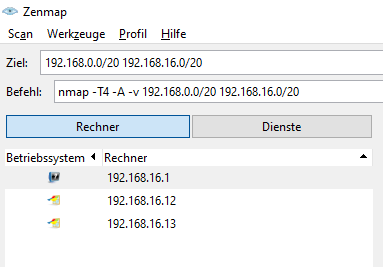 Zenmap
Scan Werkzeuge Profil Hilfe
Ziel: 192.168.0.0/20 192.168.16.0/20
Befehl: nmap -T4 -A -v 192.168.0.0/20 192.168.16.0/20
Rechner Dienste
Betriebssystem Rechner
192.168.16.1
192.168.16.12
192.168.16.13